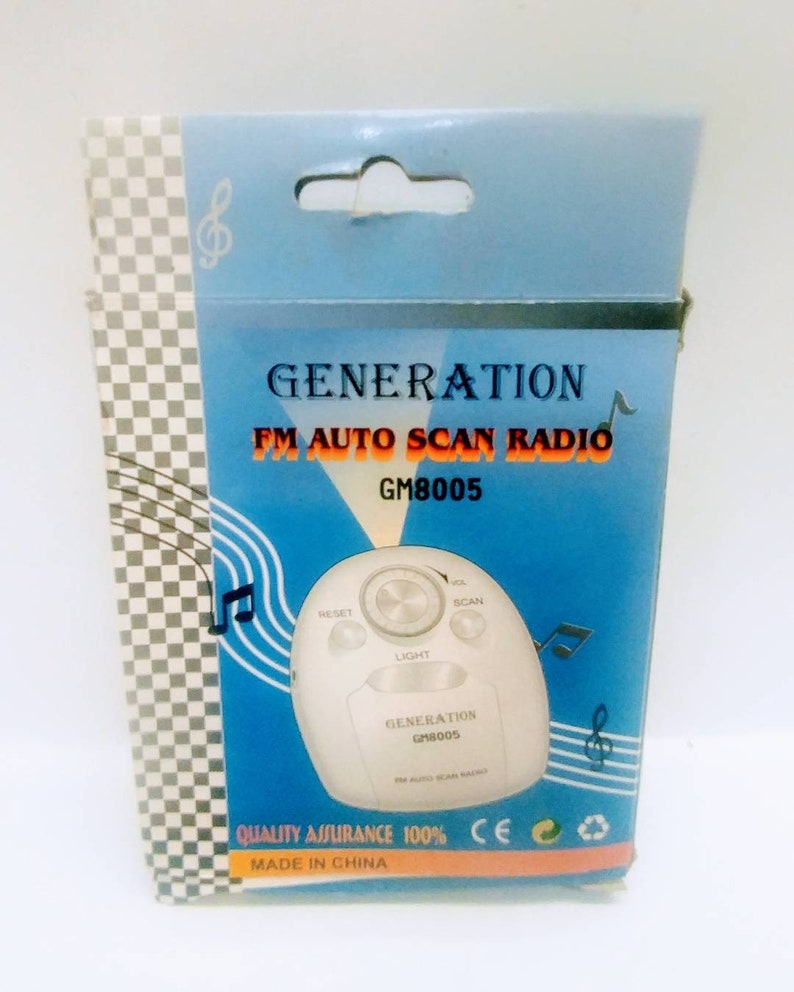 GENERATION
FM AUTO SCAN RADIO
GM8005
VOL
RESET
SCAN
LIGHT
GENERATION
GM8005
FM AUTO SCAN RADIO
QUALITY ASSURANCE 100% CE
MADE IN CHINA